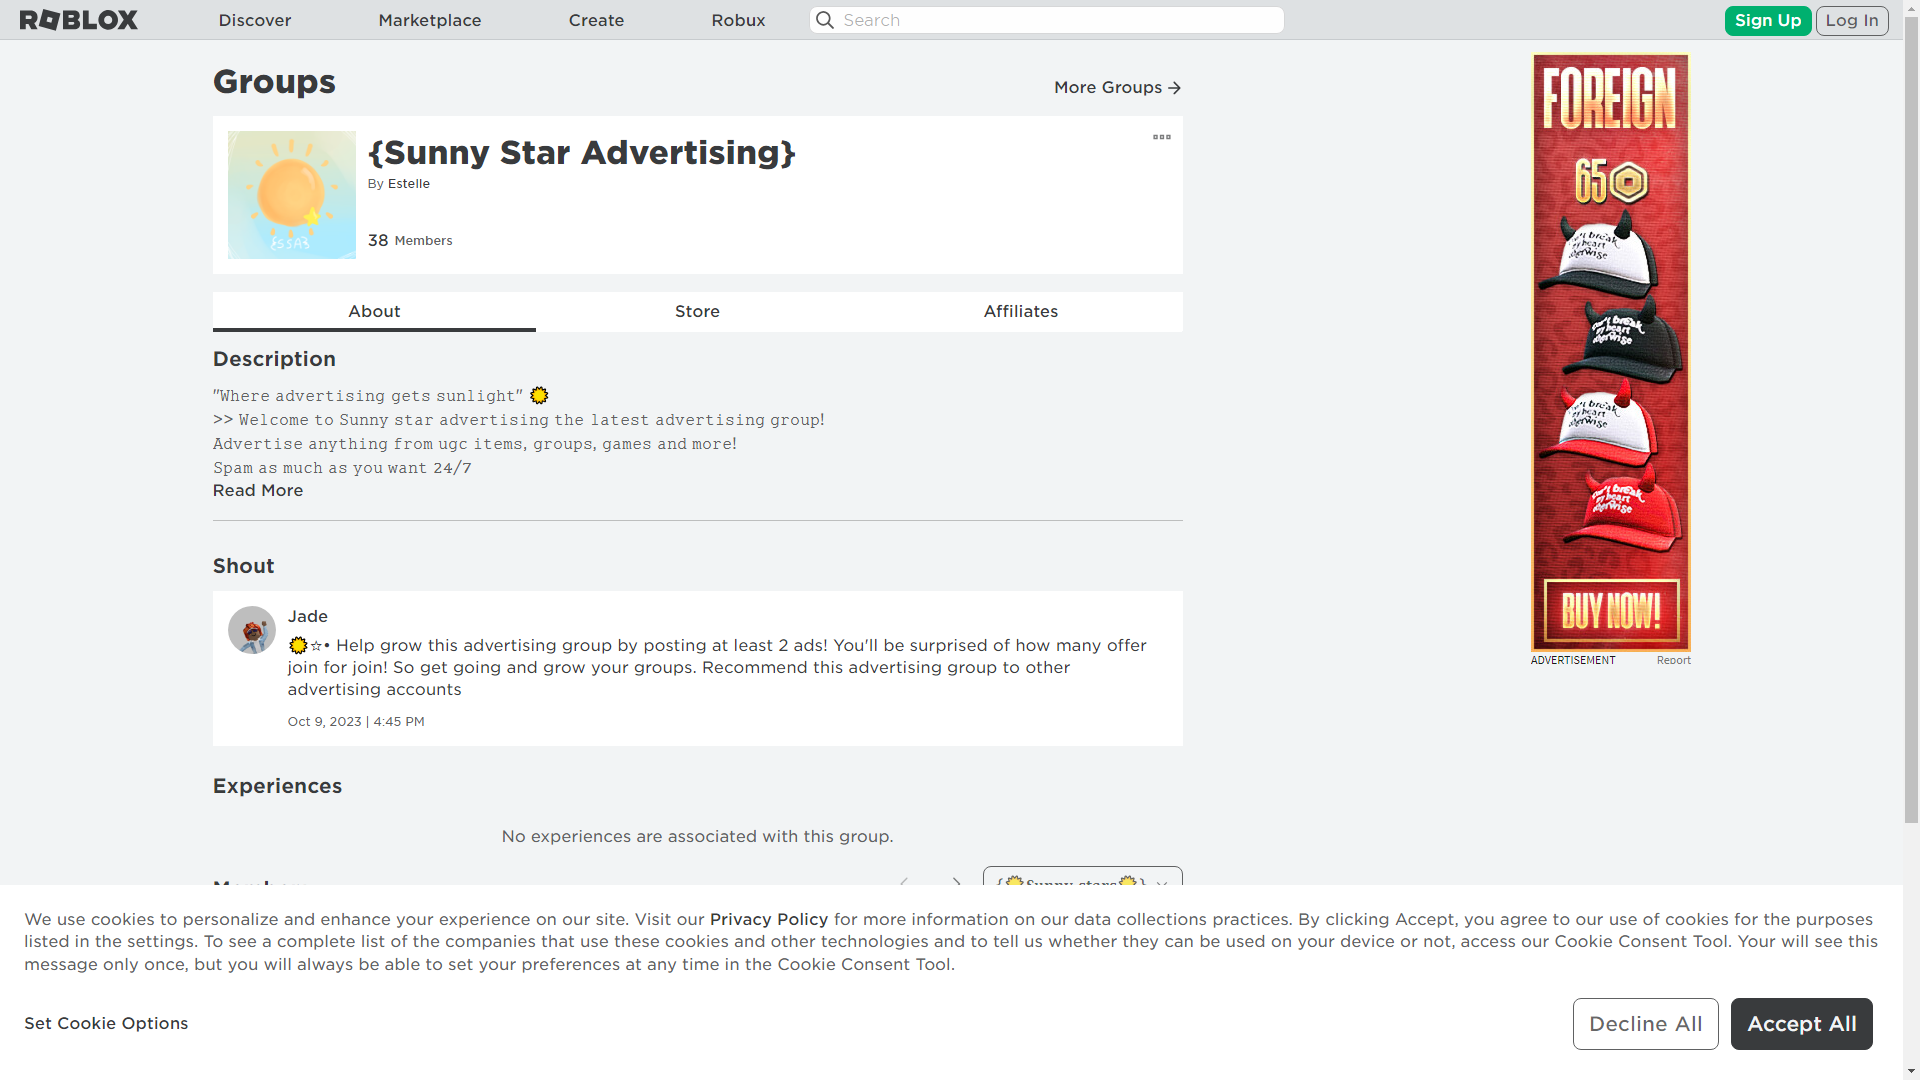 ROBLOX
Discover
Marketplace
Create
Robux
Search
Sign Up
Log In
Groups
More Groups →
{Sunny Star Advertising}
By Estelle
38 Members
{SSA}
About
Store
Affiliates
Description
"Where advertising gets sunlight"
>> Welcome to Sunny star advertising the latest advertising group!
Advertise anything from ugc items, groups, games and more!
Spam as much as you want 24/7
Read More
Shout
Jade
☆• Help grow this advertising group by posting at least 2 ads! You'll be surprised of how many offer
join for join! So get going and grow your groups. Recommend this advertising group to other
advertising accounts
Oct 9, 2023 | 4:45 PM
Experiences
No experiences are associated with this group.
Members
{🌟Sunny stars🌟}
FOREIGN
65
BUY NOW!
ADVERTISEMENT
Report
We use cookies to personalize and enhance your experience on our site. Visit our Privacy Policy for more information on our data collections practices. By clicking Accept, you agree to our use of cookies for the purposes
listed in the settings. To see a complete list of the companies that use these cookies and other technologies and to tell us whether they can be used on your device or not, access our Cookie Consent Tool. Your will see this
message only once, but you will always be able to set your preferences at any time in the Cookie Consent Tool.
Set Cookie Options
Decline All
Accept All